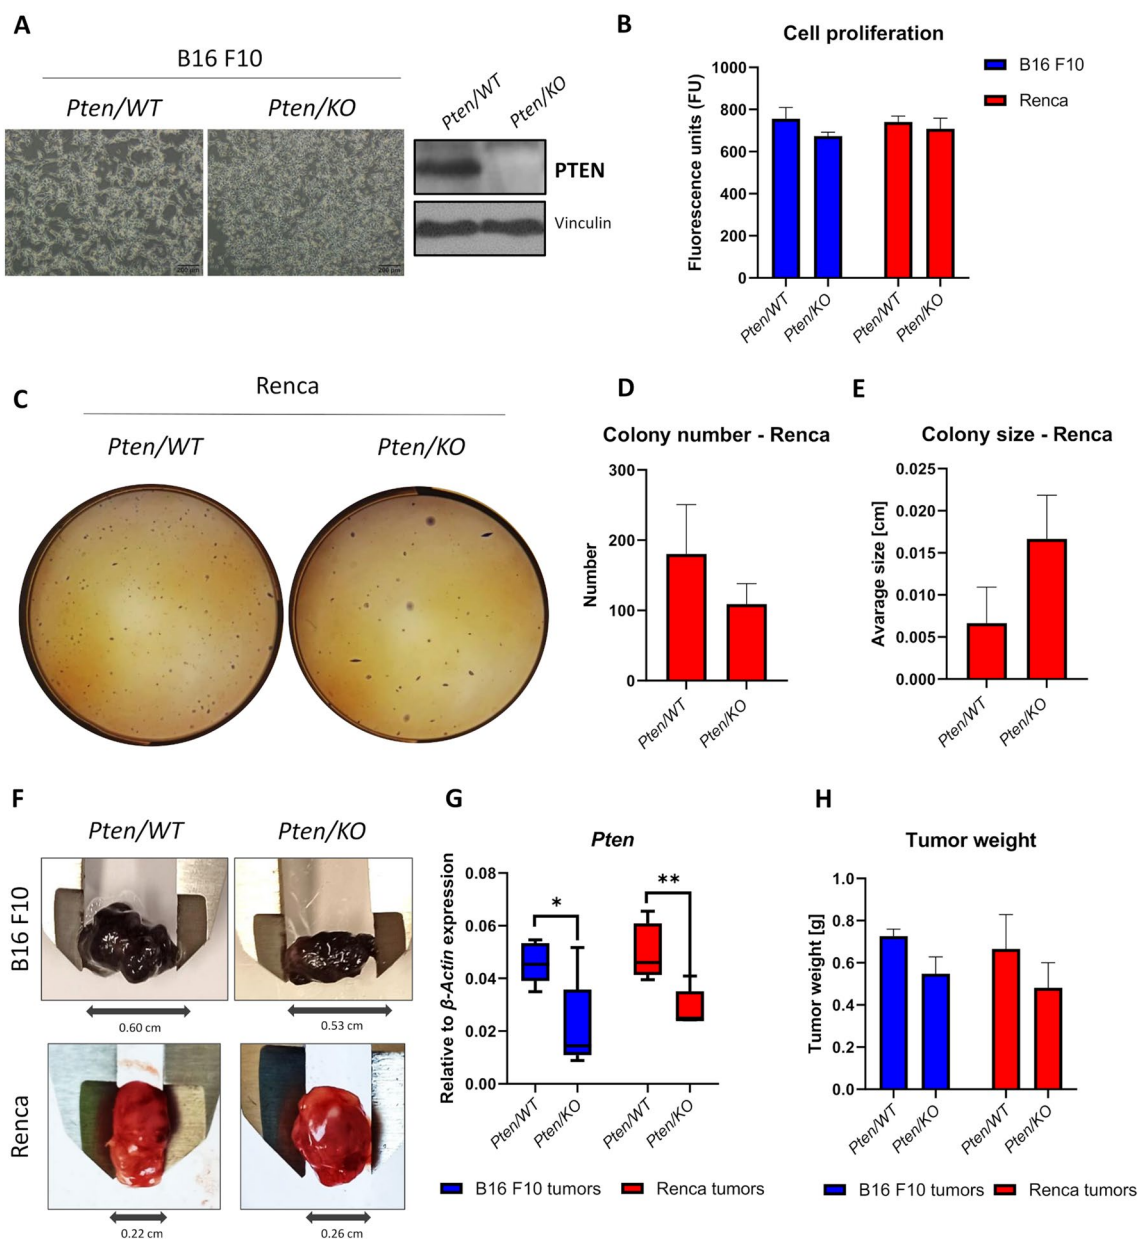 A
B16 F10
Pten/WT
Pten/KO
200 µm
200 µm
Pten/WT
Pten/KO
PTEN
Vinculin
B
Cell proliferation
Fluorescence units (FU)
1000
800
600
400
200
0
Pten/WT
Pten/KO
Pten/WT
Pten/KO
B16 F10
Renca
C
Renca
Pten/WT
Pten/KO
D
Colony number - Renca
Number
300
200
100
0
Pten/WT
Pten/KO
E
Colony size - Renca
Avarage size [cm]
0.025
0.020
0.015
0.010
0.005
0.000
Pten/WT
Pten/KO
F
Pten/WT
Pten/KO
B16 F10
0.60 cm
0.53 cm
Renca
0.22 cm
0.26 cm
G
Pten
Relative to β-Actin expression
0.08
0.06
0.04
0.02
0.00
*
**
Pten/WT
Pten/KO
Pten/WT
Pten/KO
B16 F10 tumors
Renca tumors
H
Tumor weight
Tumor weight [g]
1.0
0.8
0.6
0.4
0.2
0.0
Pten/WT
Pten/KO
Pten/WT
Pten/KO
B16 F10 tumors
Renca tumors